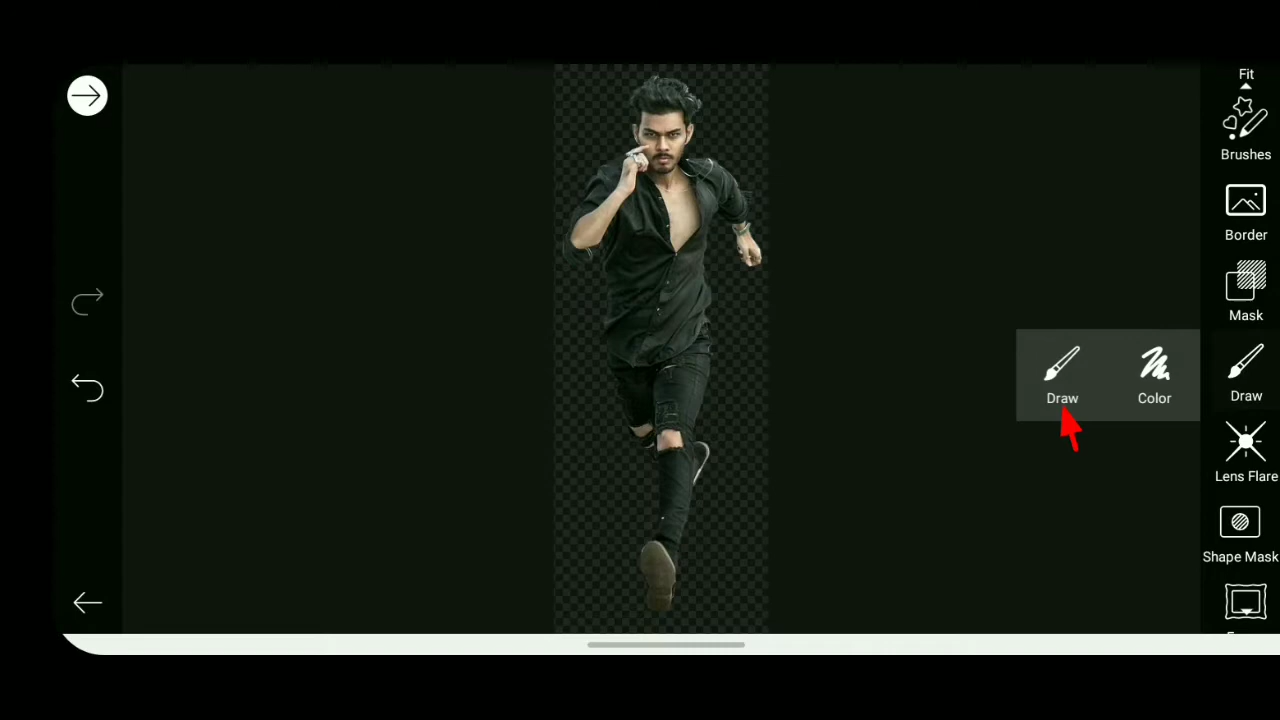 Fit
Brushes
Border
Mask
Draw
Color
Draw
Lens Flare
Shape Mask